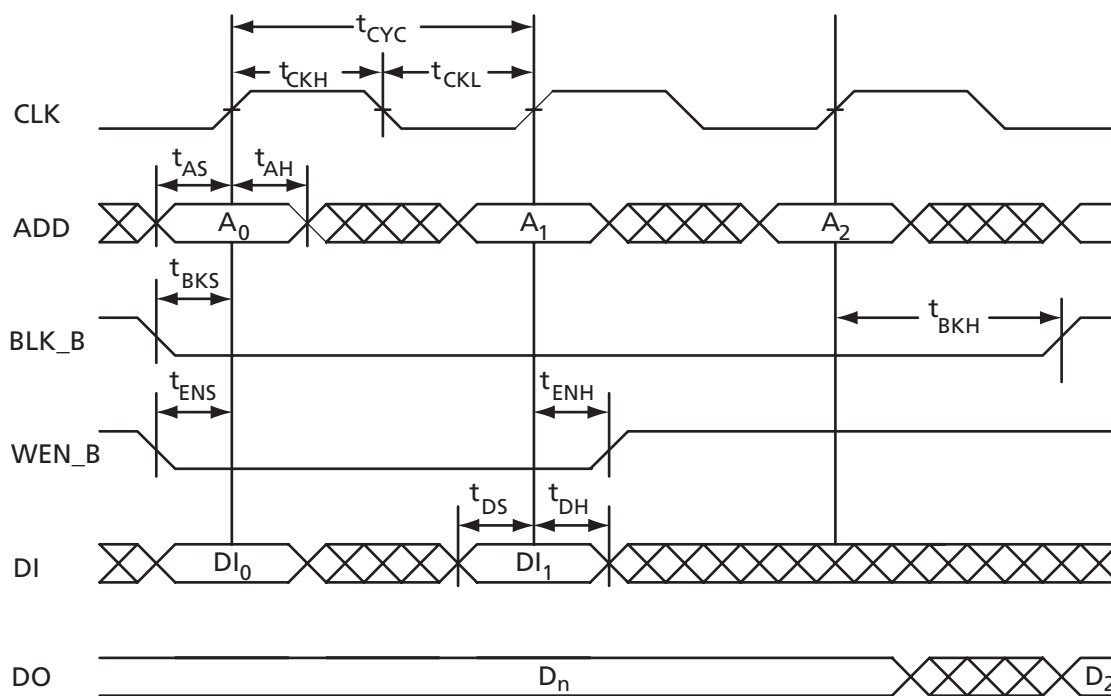 tCYC
tCKH tCKL
CLK
tAS tAH
ADD A0 A1 A2
tBKS tBKH
BLK_B
tENS tENH
WEN_B
tDS tDH
DI DI0 DI1
DO Dn D2